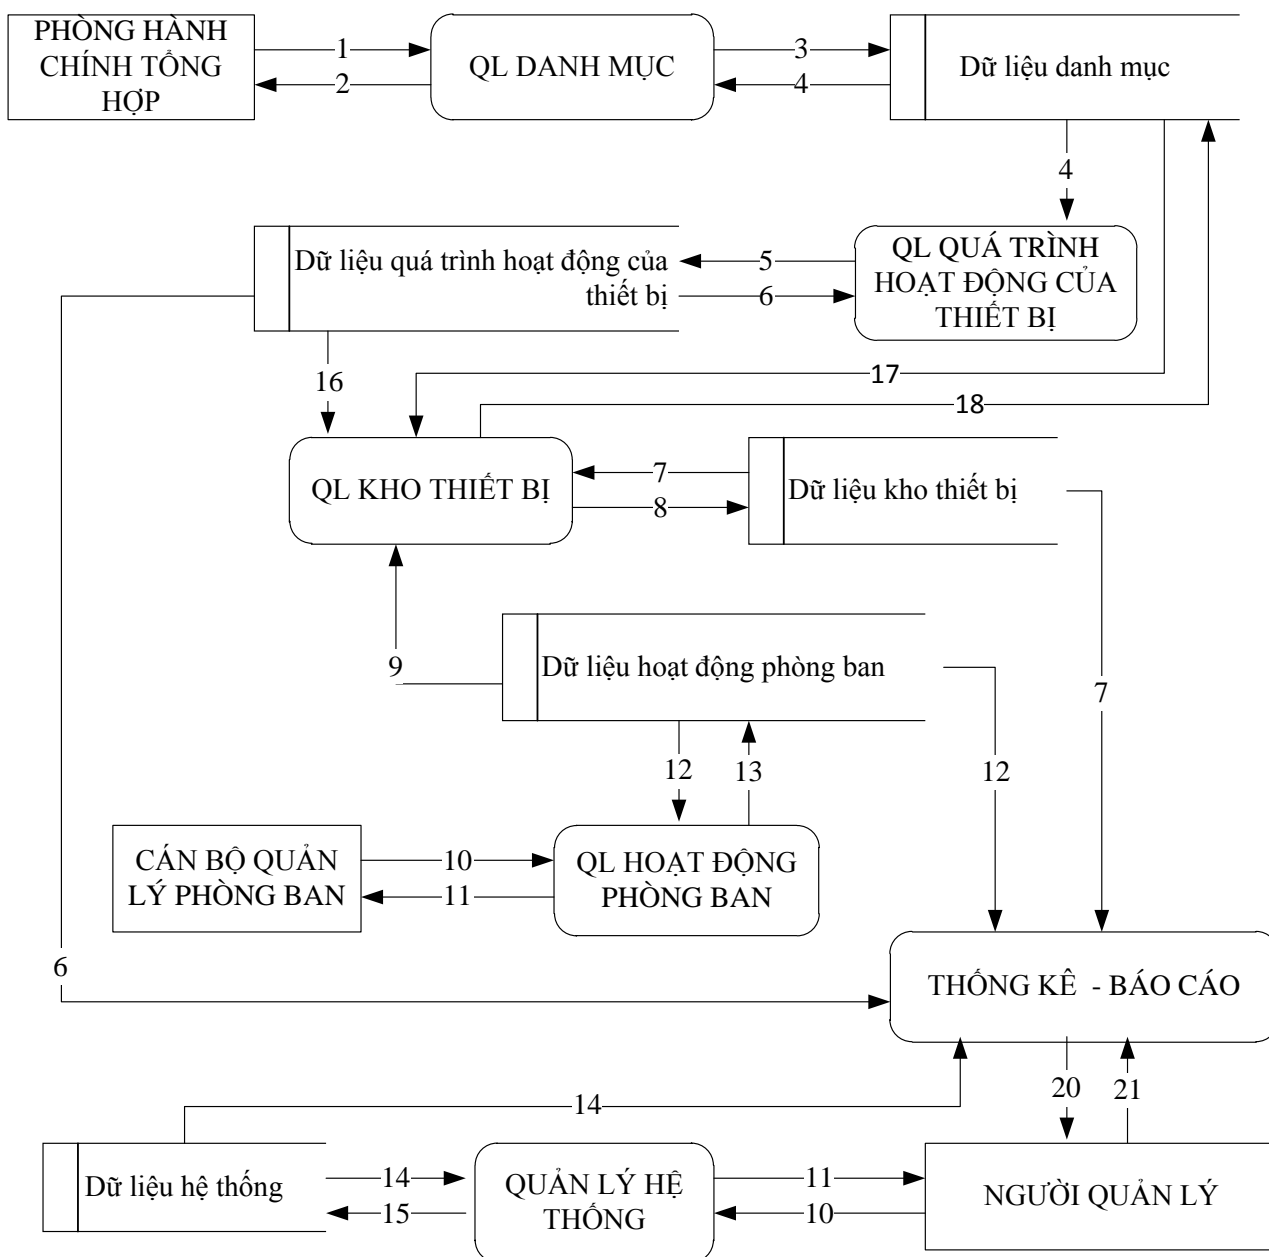 PHÒNG HÀNH
CHÍNH TỔNG
HỢP
1
2
QL DANH MỤC
3
4
Dữ liệu danh mục
4
Dữ liệu quá trình hoạt động của
thiết bị
5
6
QL QUÁ TRÌNH
HOẠT ĐỘNG CỦA
THIẾT BỊ
16
17
18
QL KHO THIẾT BỊ
7
8
Dữ liệu kho thiết bị
9
Dữ liệu hoạt động phòng ban
7
12
13
12
CÁN BỘ QUẢN
LÝ PHÒNG BAN
10
11
QL HOẠT ĐỘNG
PHÒNG BAN
6
THỐNG KÊ - BÁO CÁO
14
20
21
Dữ liệu hệ thống
14
15
QUẢN LÝ HỆ
THỐNG
11
10
NGƯỜI QUẢN LÝ